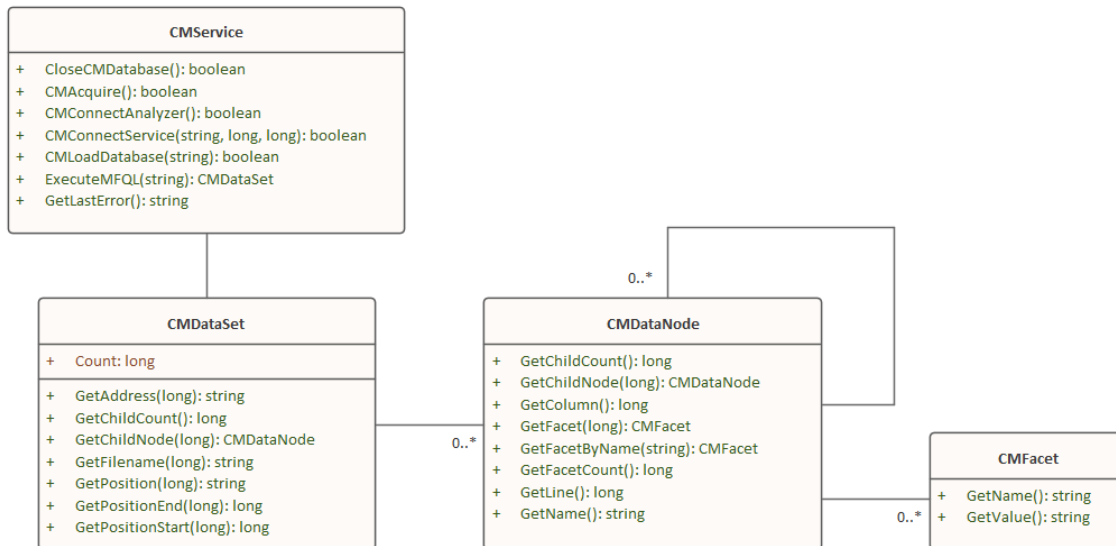 CMService
+ CloseCMDatabase(): boolean
+ CMAcquire(): boolean
+ CMConnectAnalyzer(): boolean
+ CMConnectService(string, long, long): boolean
+ CMLoadDatabase(string): boolean
+ ExecuteMFQL(string): CMDataSet
+ GetLastError(): string
0..*
CMDataSet
+ Count: long
+ GetAddress(long): string
+ GetChildCount(): long
+ GetChildNode(long): CMDataNode
+ GetFilename(long): string
+ GetPosition(long): string
+ GetPositionEnd(long): long
+ GetPositionStart(long): long
0..*
CMDataNode
+ GetChildCount(): long
+ GetChildNode(long): CMDataNode
+ GetColumn(): long
+ GetFacet(long): CMFacet
+ GetFacetByName(string): CMFacet
+ GetFacetCount(): long
+ GetLine(): long
+ GetName(): string
0..*
CMFacet
+ GetName(): string
+ GetValue(): string